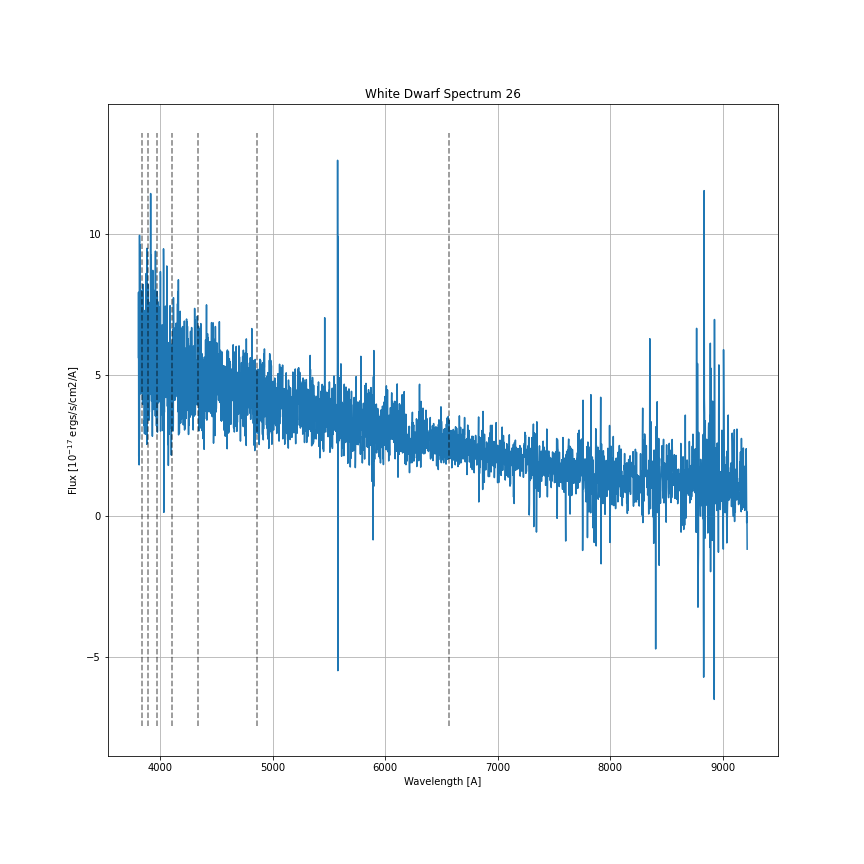 White Dwarf Spectrum 26
10
5
0
−5
Flux [10⁻¹⁷ ergs/s/cm2/A]
4000 5000 6000 7000 8000 9000
Wavelength [A]